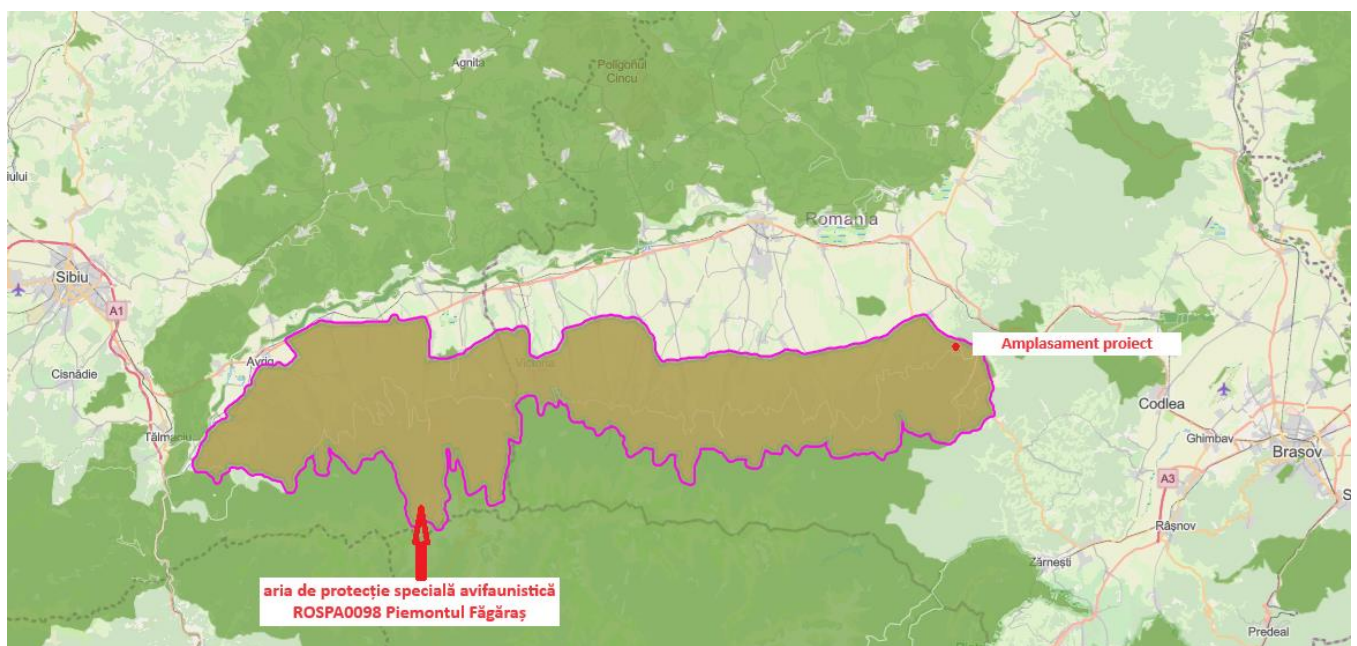 Agnita
Poligonul
Cincu
iului
Romania
Sibiu
A1
Amplasament proiect
Avrig
Victoria
Cisnădie
Codlea
Tălmaciu
Ghimbav
Brașov
A3
S
Râșnov
aria de protecție specială avifaunistică
ROSPA0098 Piemontul Făgăraș
Zărnești
Predeal